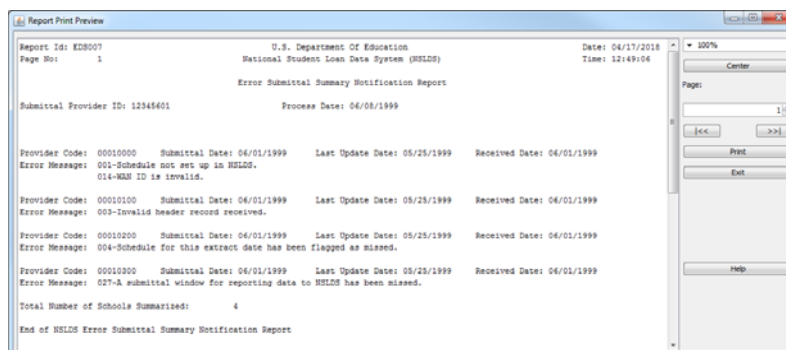 Report Print Preview
Report Id: EDS007 U.S. Department Of Education Date: 04/17/2018
Page No: 1 National Student Loan Data System (NSLDS) Time: 12:49:06
Error Submittal Summary Notification Report
Submittal Provider ID: 12345601 Process Date: 06/08/1999
Provider Code: 00010000 Submittal Date: 06/01/1999 Last Update Date: 05/25/1999 Received Date: 06/01/1999
Error Message: 001-Schedule not set up in NSLDS.
014-WAN ID is invalid.
Provider Code: 00010100 Submittal Date: 06/01/1999 Last Update Date: 05/25/1999 Received Date: 06/01/1999
Error Message: 003-Invalid header record received.
Provider Code: 00010200 Submittal Date: 06/01/1999 Last Update Date: 05/25/1999 Received Date: 06/01/1999
Error Message: 004-Schedule for this extract date has been flagged as missed.
Provider Code: 00010300 Submittal Date: 06/01/1999 Last Update Date: 05/25/1999 Received Date: 06/01/1999
Error Message: 027-A submittal window for reporting data to NSLDS has been missed.
Total Number of Schools Summarized: 4
End of NSLDS Error Submittal Summary Notification Report
100%
Center
Page:
1
|<< >>|
Print
Exit
Help